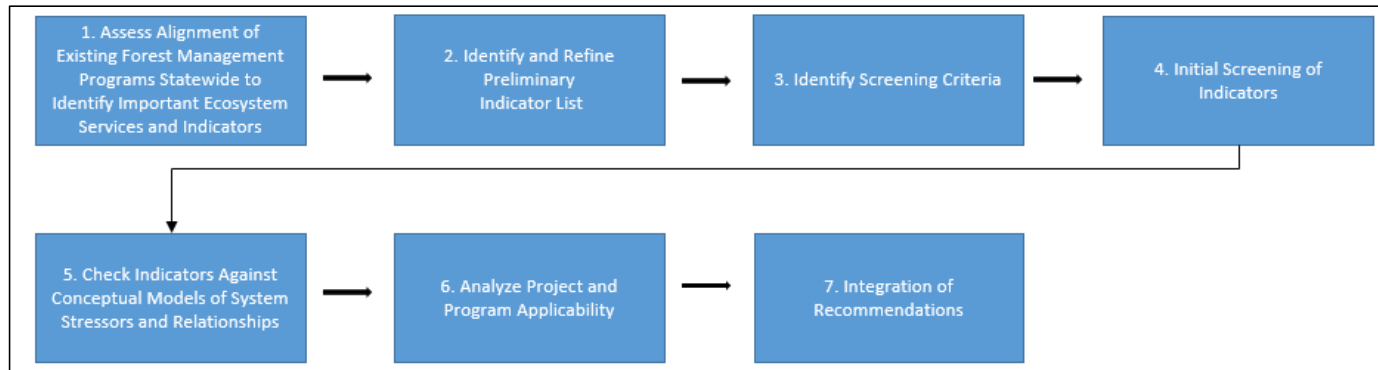 1. Assess Alignment of
Existing Forest Management
Programs Statewide to
Identify Important Ecosystem
Services and Indicators
2. Identify and Refine
Preliminary
Indicator List
3. Identify Screening Criteria
4. Initial Screening of
Indicators
5. Check Indicators Against
Conceptual Models of System
Stressors and Relationships
6. Analyze Project and
Program Applicability
7. Integration of
Recommendations